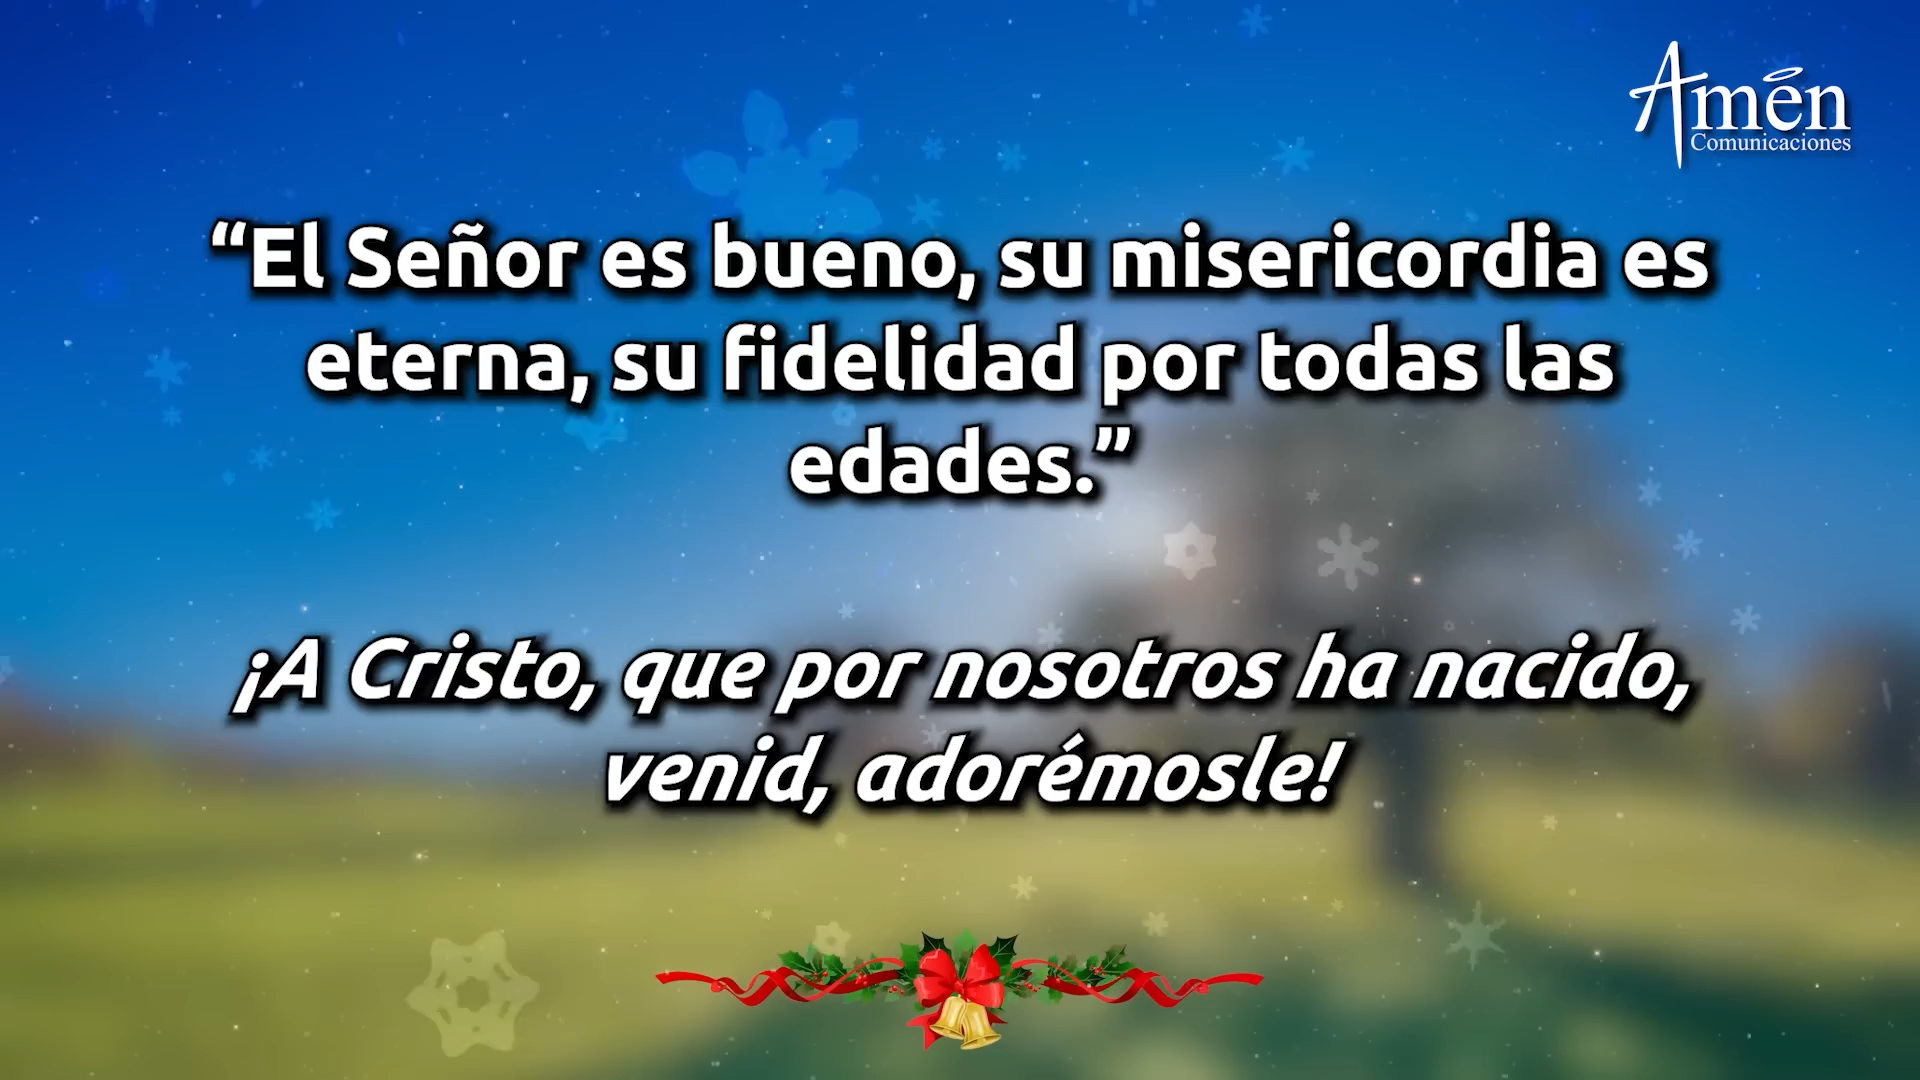 Amén
Comunicaciones
“El Señor es bueno, su misericordia es
eterna, su fidelidad por todas las
edades.”
¡A Cristo, que por nosotros ha nacido,
venid, adorémosle!